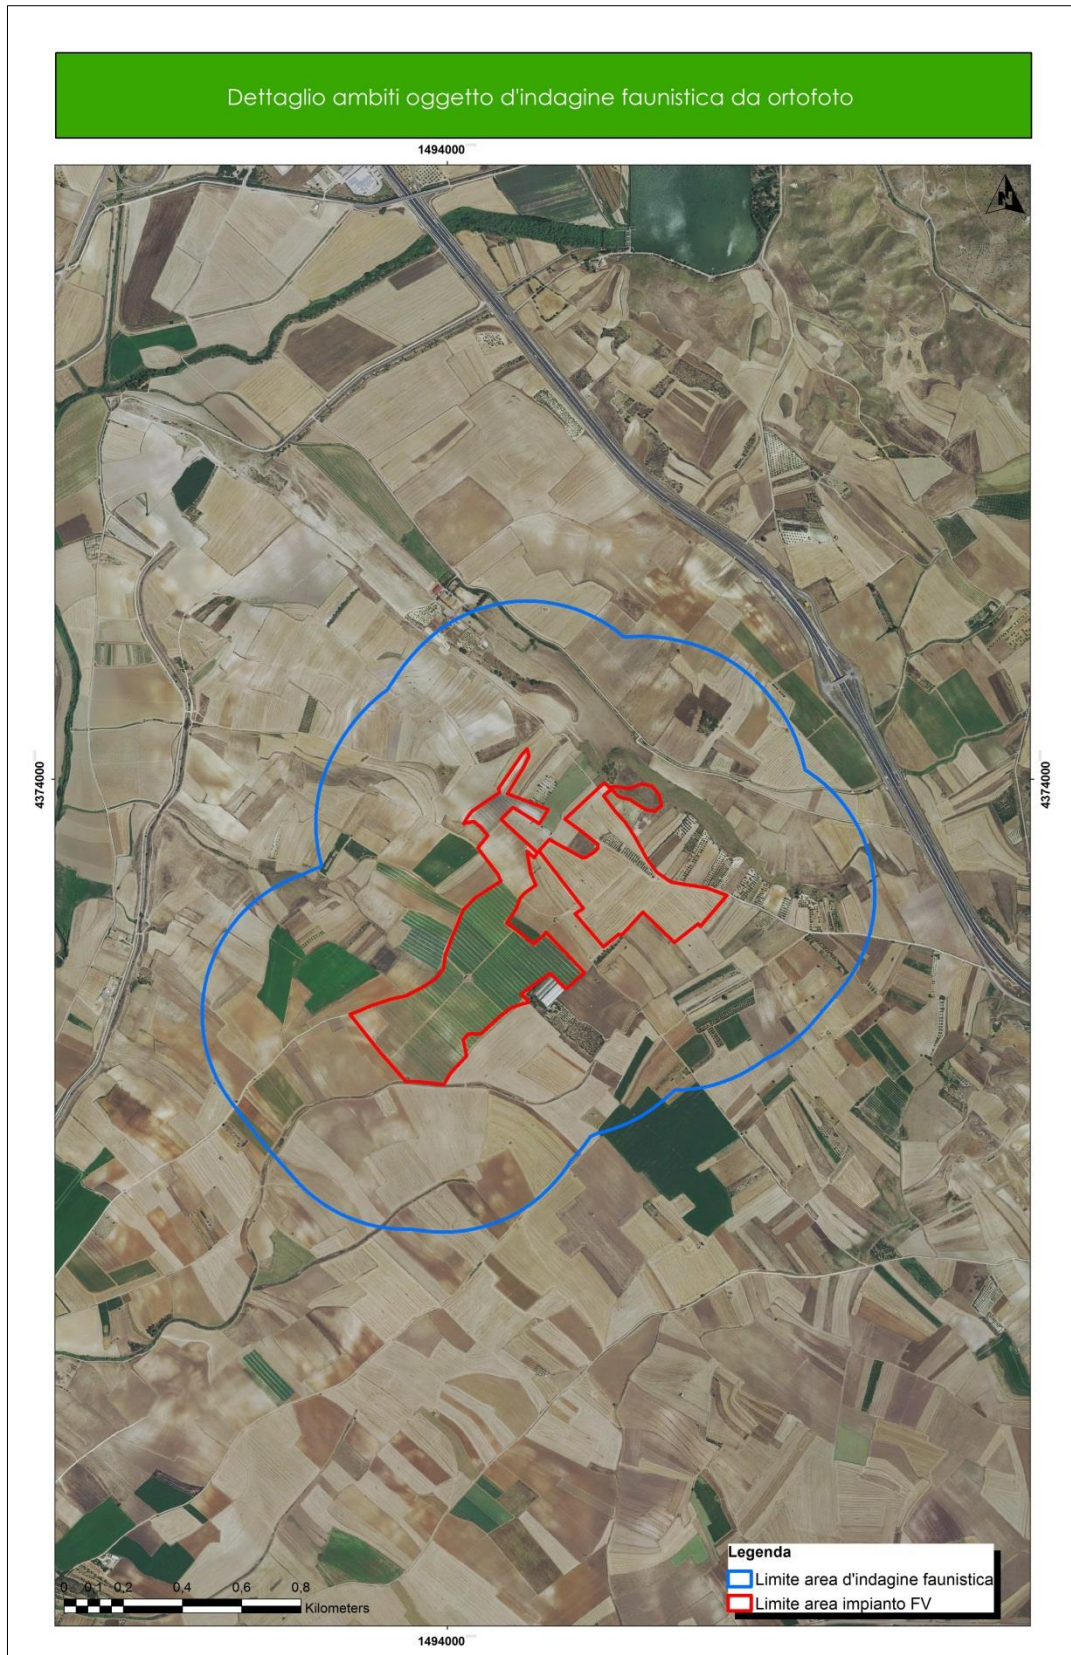 Dettaglio ambiti oggetto d'indagine faunistica da ortofoto
1494000
N
4374000
4374000
Legenda
Limite area d'indagine faunistica
Limite area impianto FV
0 0,1 0,2 0,4 0,6 0,8
Kilometers
1494000